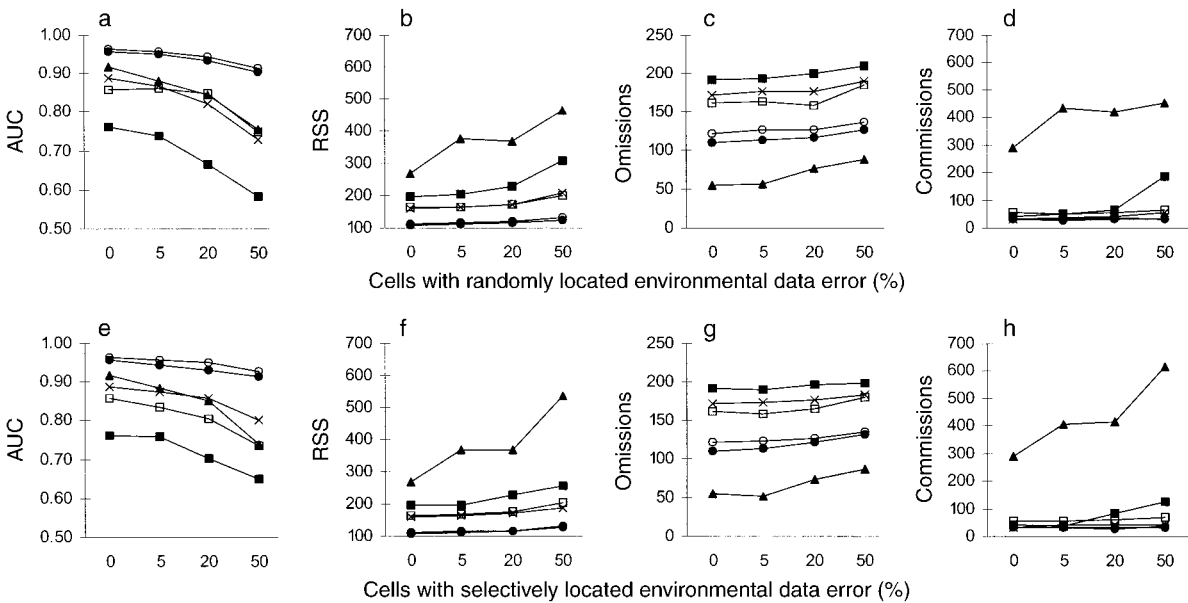 a b c d
1.00 700 250 700
0.90 600 200 600
0.80 500 150 500
0.70 400 100 400
0.60 300 50 300
0.50 200 0 200
100 100
0
AUC RSS Omissions Commissions
0 5 20 50 0 5 20 50 0 5 20 50 0 5 20 50
Cells with randomly located environmental data error (%)
e f g h
1.00 700 250 700
0.90 600 200 600
0.80 500 150 500
0.70 400 100 400
0.60 300 50 300
0.50 200 0 200
100 100
0
AUC RSS Omissions Commissions
0 5 20 50 0 5 20 50 0 5 20 50 0 5 20 50
Cells with selectively located environmental data error (%)